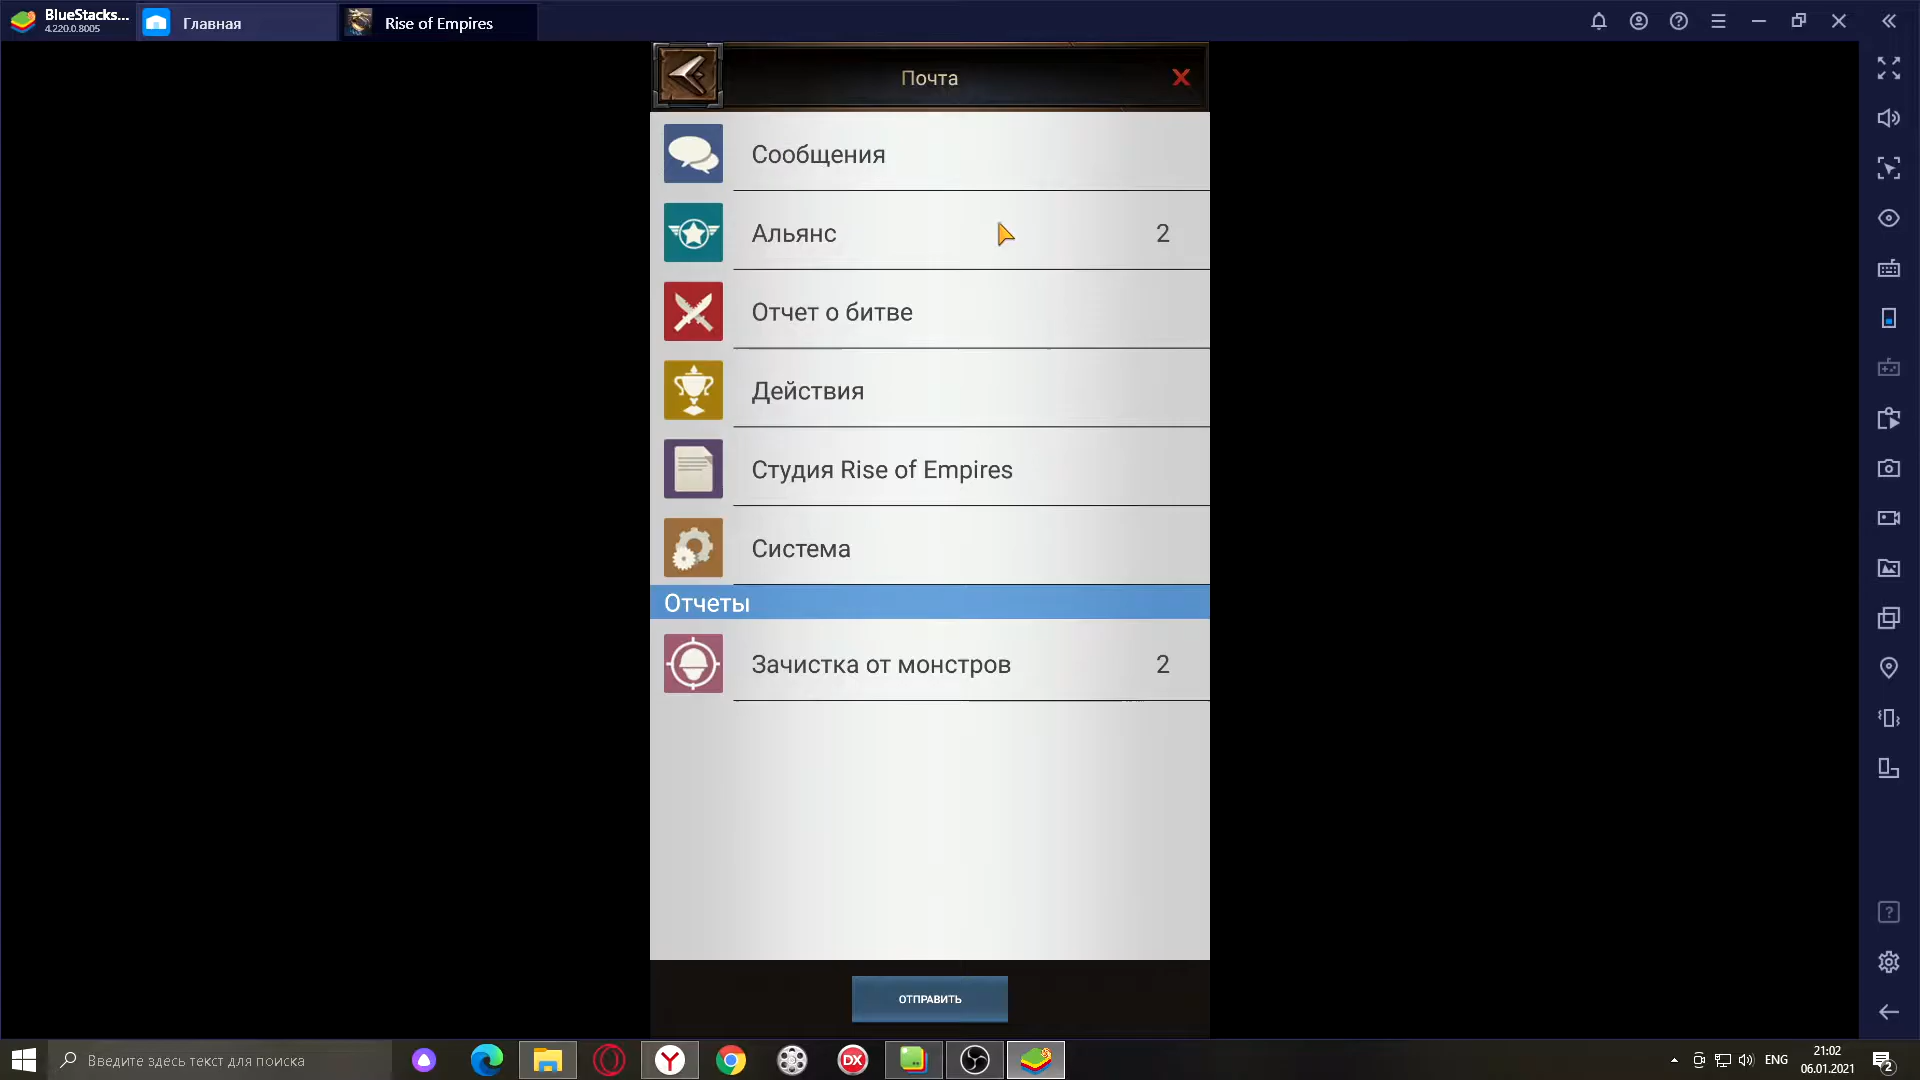 BlueStacks...
4.220.0.8005
Главная
Rise of Empires
Почта
Сообщения
Альянс 2
Отчет о битве
Действия
Студия Rise of Empires
Система
Отчеты
Зачистка от монстров 2
ОТПРАВИТЬ
Введите здесь текст для поиска
Y
DX
ENG
21:02
06.01.2021
2